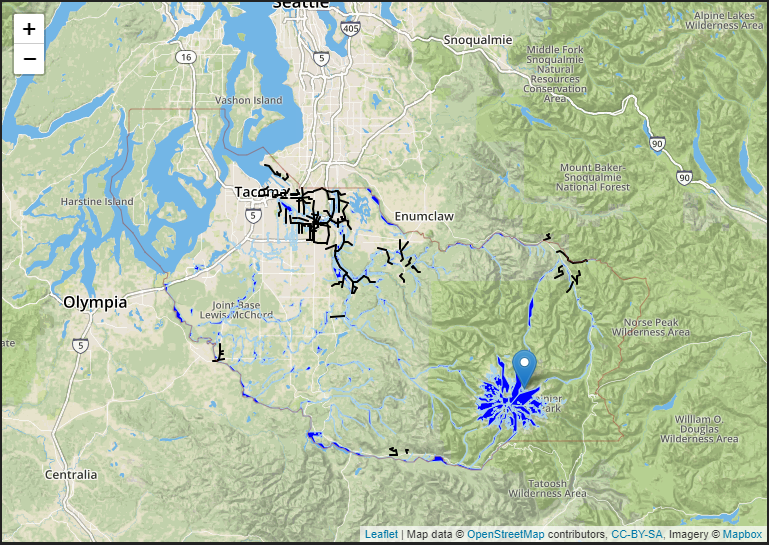 +
−
Seattle
405
Alpine Lakes
Wilderness Area
Snoqualmie
16
5
Middle Fork
Snoqualmie
Natural
Resources
Conservation
Area
Vashon Island
90
90
Mount Baker-
Snoqualmie
National Forest
Tacoma
Harstine Island
5
Enumclaw
Olympia
Joint Base
Lewis McChord
Norse Peak
Wilderness Area
5
ate
nier
ark
William O.
Douglas
Wilderness Area
Centralia
Tatoosh
Wilderness Area
Leaflet | Map data © OpenStreetMap contributors, CC-BY-SA, Imagery © Mapbox